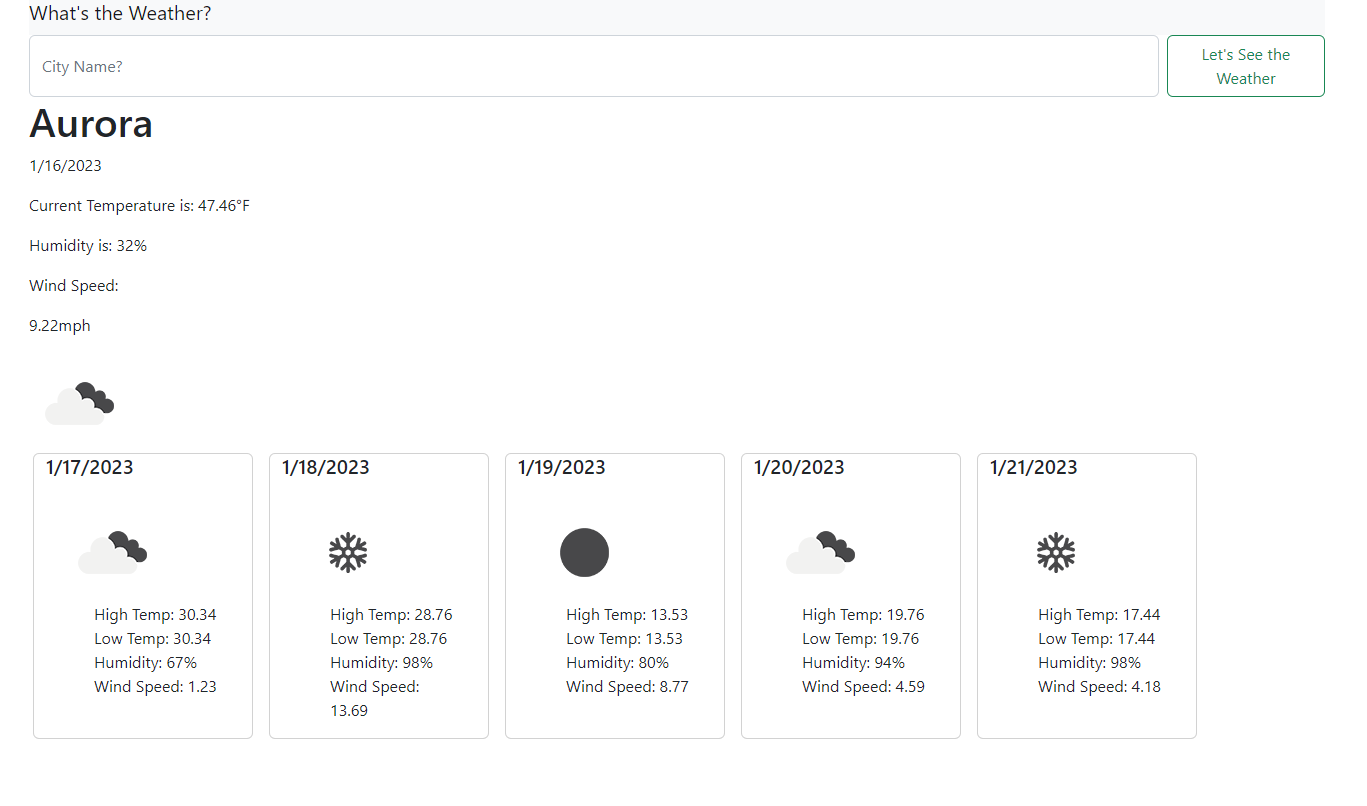 What's the Weather?
City Name?
Let's See the
Weather
Aurora
1/16/2023
Current Temperature is: 47.46°F
Humidity is: 32%
Wind Speed:
9.22mph
1/17/2023
High Temp: 30.34
Low Temp: 30.34
Humidity: 67%
Wind Speed: 1.23
1/18/2023
High Temp: 28.76
Low Temp: 28.76
Humidity: 98%
Wind Speed:
13.69
1/19/2023
High Temp: 13.53
Low Temp: 13.53
Humidity: 80%
Wind Speed: 8.77
1/20/2023
High Temp: 19.76
Low Temp: 19.76
Humidity: 94%
Wind Speed: 4.59
1/21/2023
High Temp: 17.44
Low Temp: 17.44
Humidity: 98%
Wind Speed: 4.18